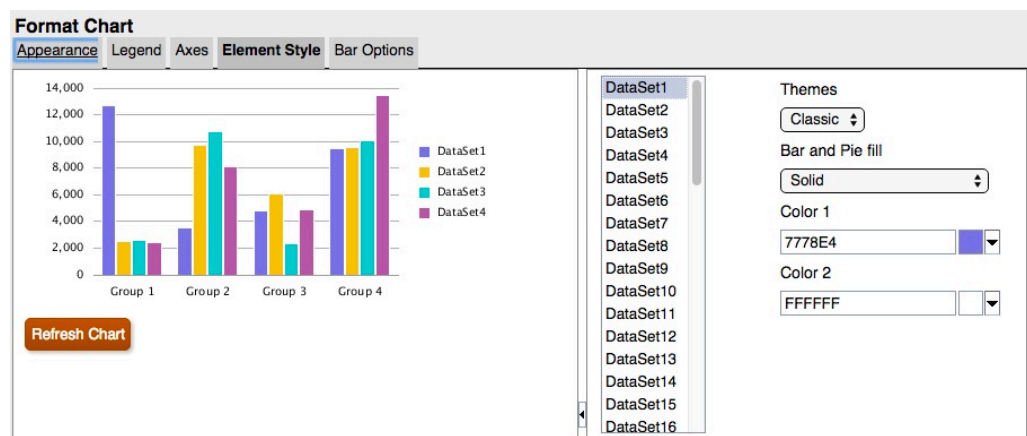 Format Chart
Appearance Legend Axes Element Style Bar Options
14,000
12,000
10,000
8,000
6,000
4,000
2,000
0
Group 1 Group 2 Group 3 Group 4
DataSet1
DataSet2
DataSet3
DataSet4
Refresh Chart
DataSet1
DataSet2
DataSet3
DataSet4
DataSet5
DataSet6
DataSet7
DataSet8
DataSet9
DataSet10
DataSet11
DataSet12
DataSet13
DataSet14
DataSet15
DataSet16
Themes
Classic
Bar and Pie fill
Solid
Color 1
7778E4
Color 2
FFFFFF